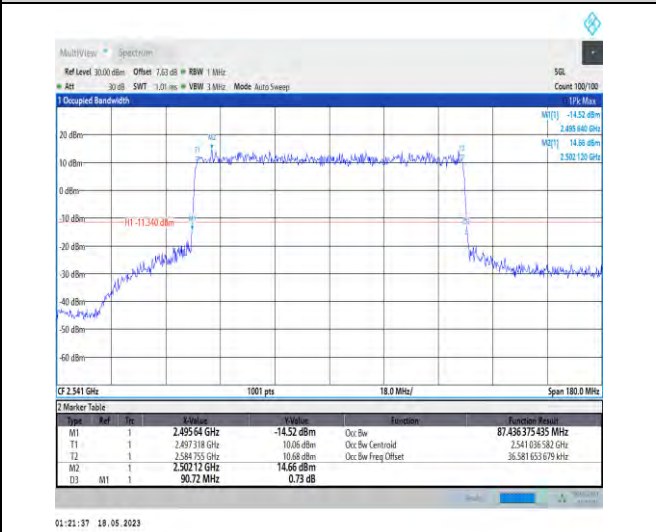 MultiView Spectrum
Ref Level 30.00 dBm Offset 7.63 dB RBW 1 MHz SGL
Att 30 dB SWT 1.01 ms VBW 3 MHz Mode Auto Sweep Count 100/100
1 Occupied Bandwidth 1Pk Max
M1[1] -14.52 dBm
2.495 640 GHz
M2[1] 14.66 dBm
2.502 120 GHz
20 dBm
M2
T1
10 dBm
0 dBm
-10 dBm
H1 -11.340 dBm
M1
-20 dBm
-30 dBm
-40 dBm
-50 dBm
-60 dBm
CF 2.541 GHz 1001 pts 18.0 MHz/ Span 180.0 MHz
2 Marker Table
Type Ref Trc X-Value Y-Value Function Function Result
M1 1 2.495 64 GHz -14.52 dBm Occ Bw 87.436 375 435 MHz
T1 1 2.497 318 GHz 10.06 dBm Occ Bw Centroid 2.541 036 582 GHz
T2 1 2.584 755 GHz 10.68 dBm Occ Bw Freq Offset 36.581 653 679 kHz
M2 1 2.502 12 GHz 14.66 dBm
D3 M1 1 90.72 MHz 0.73 dB
01:21:37 18.05.2023